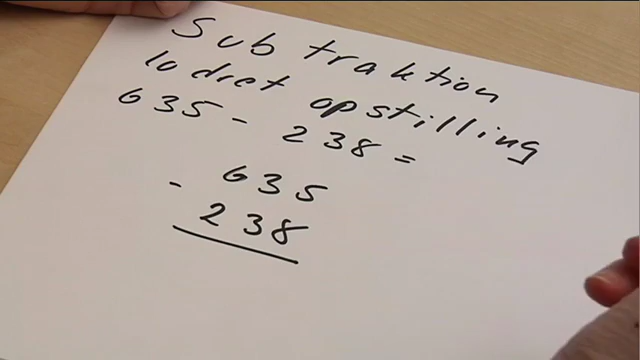 Subtraktion
lodret opstilling
635 - 238 =
635
- 238